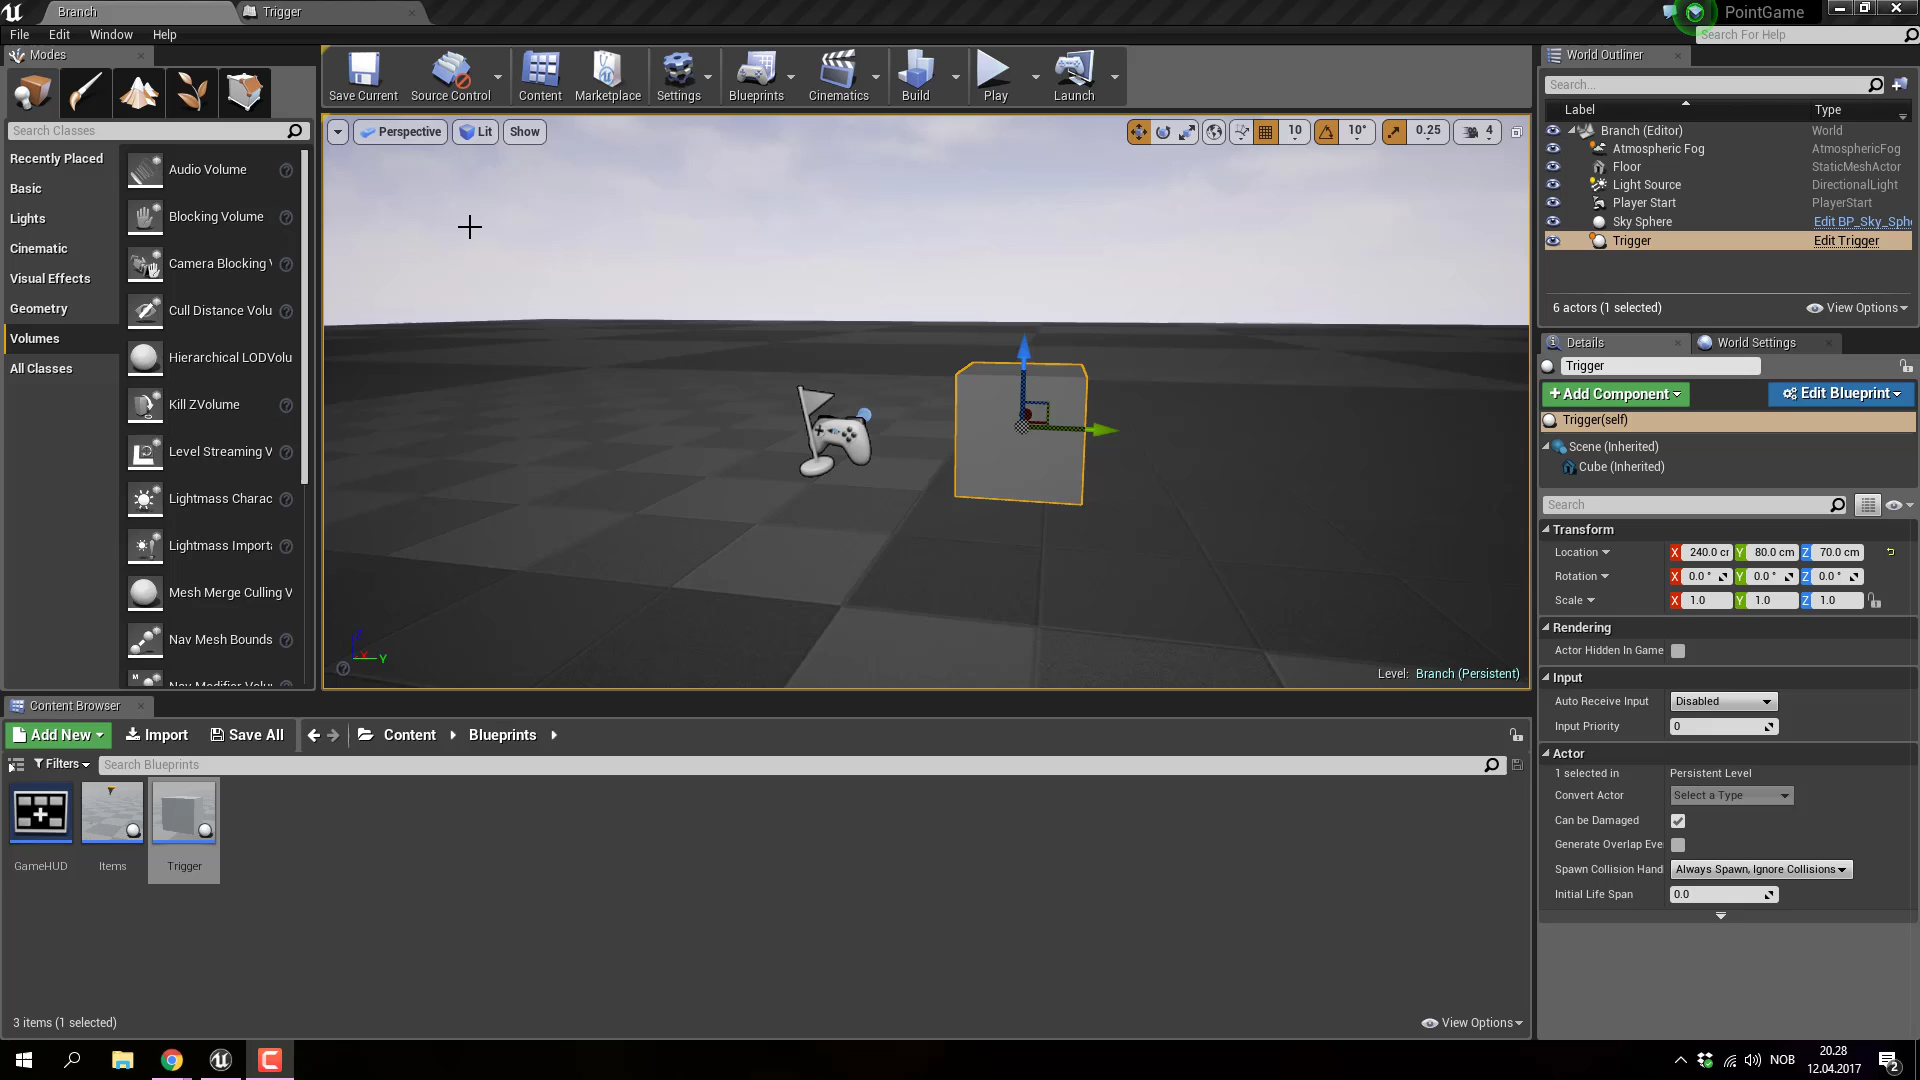 Branch
Trigger
PointGame
File Edit Window Help
Search For Help
Modes
Search Classes
Recently Placed
Basic
Lights
Cinematic
Visual Effects
Geometry
Volumes
All Classes
Audio Volume
Blocking Volume
Camera Blocking V
Cull Distance Volu
Hierarchical LODVolu
Kill ZVolume
Level Streaming V
Lightmass Charac
Lightmass Importa
Mesh Merge Culling V
Nav Mesh Bounds
Nav Modifier Volu
Save Current
Source Control
Content
Marketplace
Settings
Blueprints
Cinematics
Build
Play
Launch
Perspective Lit Show
10 10° 0.25 4
Z
X Y
Level: Branch (Persistent)
World Outliner
Search...
Label Type
Branch (Editor) World
Atmospheric Fog AtmosphericFog
Floor StaticMeshActor
Light Source DirectionalLight
Player Start PlayerStart
Sky Sphere Edit BP_Sky_Sph
Trigger Edit Trigger
6 actors (1 selected) View Options
Details World Settings
Trigger
+Add Component Edit Blueprint
Trigger(self)
Scene (Inherited)
Cube (Inherited)
Search
Transform
Location X 240.0 cr Y 80.0 cm Z 70.0 cm
Rotation X 0.0 ° Y 0.0 ° Z 0.0 °
Scale X 1.0 Y 1.0 Z 1.0
Rendering
Actor Hidden In Game
Input
Auto Receive Input Disabled
Input Priority 0
Actor
1 selected in Persistent Level
Convert Actor Select a Type
Can be Damaged
Generate Overlap Eve
Spawn Collision Hand Always Spawn, Ignore Collisions
Initial Life Span 0.0
Content Browser
Add New Import Save All Content Blueprints
Filters Search Blueprints
GameHUD
Items
Trigger
3 items (1 selected)
View Options
NOB
20.28
12.04.2017
2